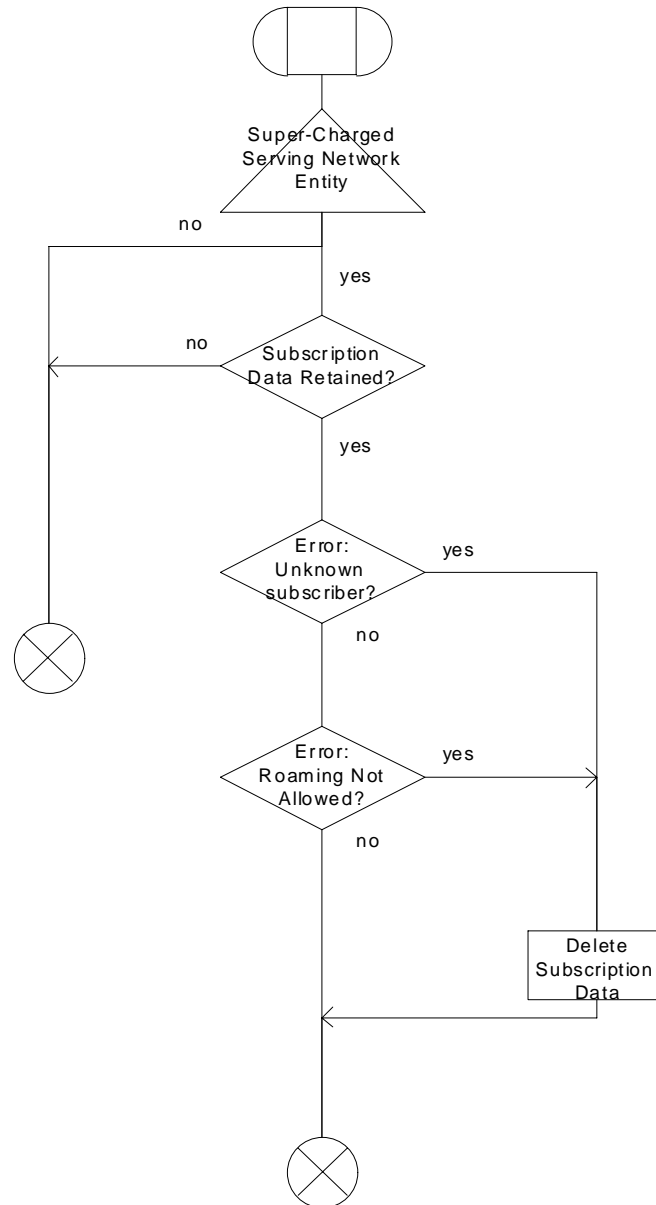 Super-Charged
Serving Network
Entity
no
yes
no
Subscription
Data Retained?
yes
Error:
Unknown
subscriber?
yes
no
Error:
Roaming Not
Allowed?
yes
no
Delete
Subscription
Data